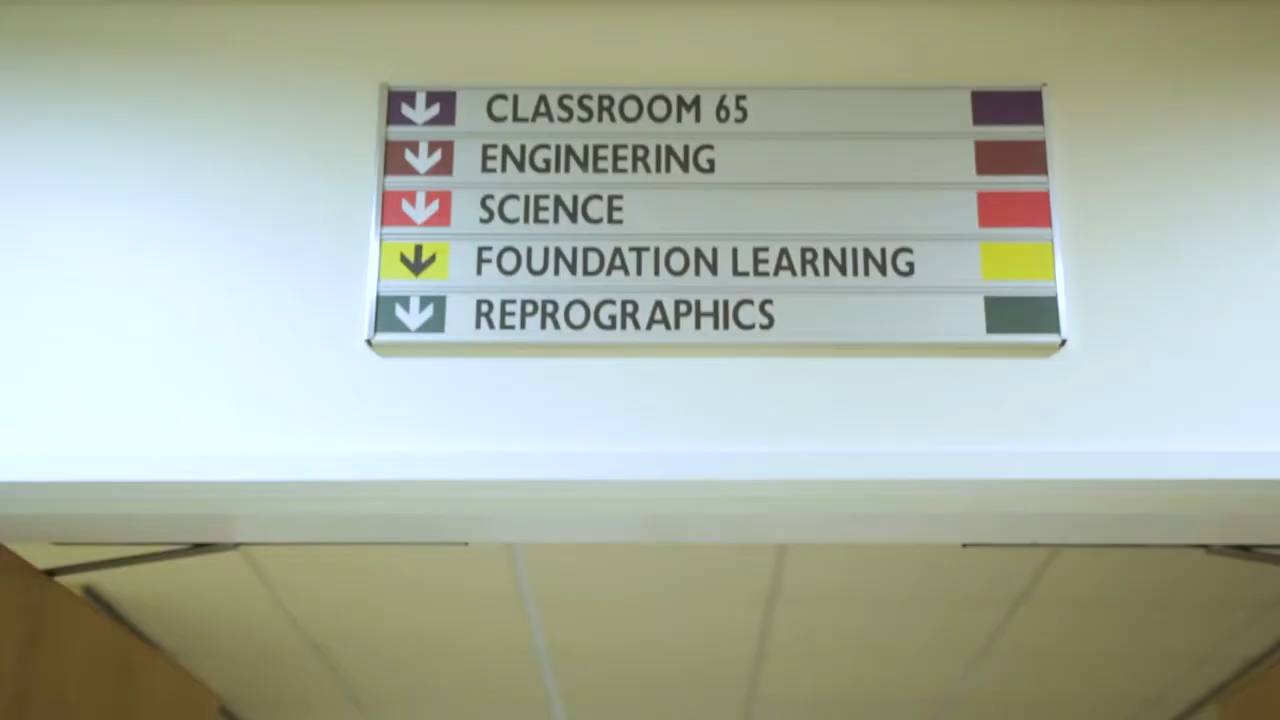 CLASSROOM 65
ENGINEERING
SCIENCE
FOUNDATION LEARNING
REPROGRAPHICS